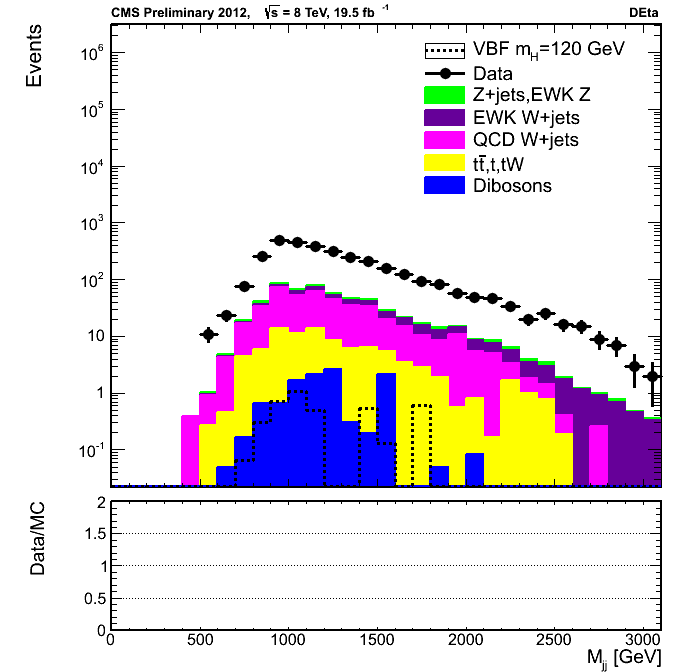 CMS Preliminary 2012, √s = 8 TeV, 19.5 fb⁻¹ DEta
Events
10⁶
10⁵
10⁴
10³
10²
10
1
10⁻¹
VBF m_H=120 GeV
Data
Z+jets,EWK Z
EWK W+jets
QCD W+jets
tt̄,t,tW
Dibosons
Data/MC
2
1.5
1
0.5
0
0 500 1000 1500 2000 2500 3000
M_jj [GeV]